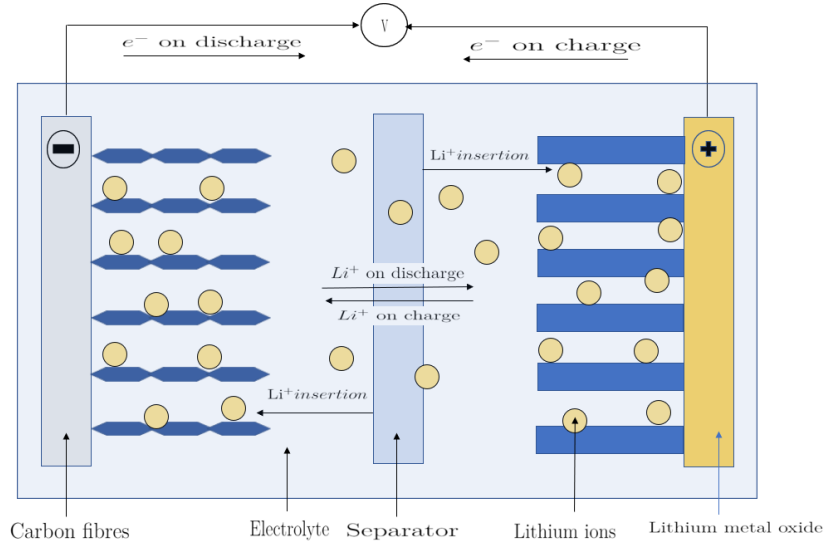 V
e⁻ on discharge
e⁻ on charge
Li⁺insertion
Li⁺ on discharge
Li⁺ on charge
Li⁺insertion
Carbon fibres
Electrolyte
Separator
Lithium ions
Lithium metal oxide